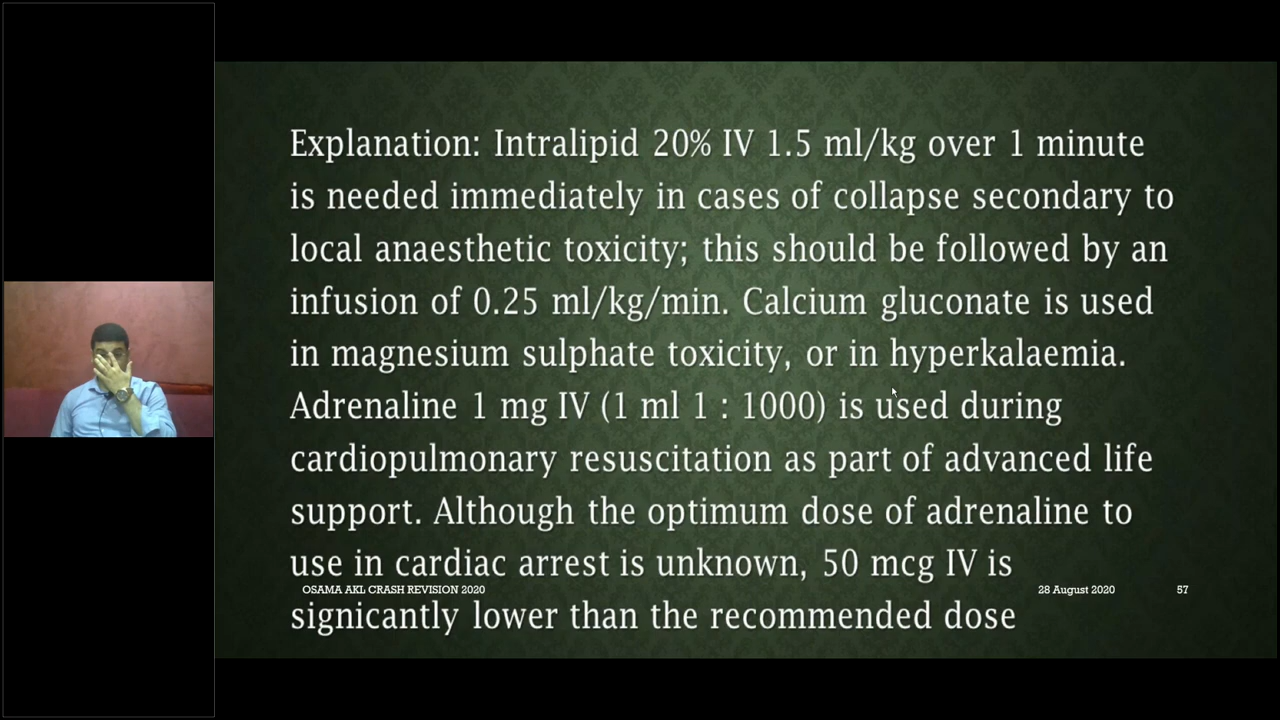 Explanation: Intralipid 20% IV 1.5 ml/kg over 1 minute
is needed immediately in cases of collapse secondary to
local anaesthetic toxicity; this should be followed by an
infusion of 0.25 ml/kg/min. Calcium gluconate is used
in magnesium sulphate toxicity, or in hyperkalaemia.
Adrenaline 1 mg IV (1 ml 1 : 1000) is used during
cardiopulmonary resuscitation as part of advanced life
support. Although the optimum dose of adrenaline to
use in cardiac arrest is unknown, 50 mcg IV is
OSAMA AKL CRASH REVISION 2020 28 August 2020 57
signicantly lower than the recommended dose